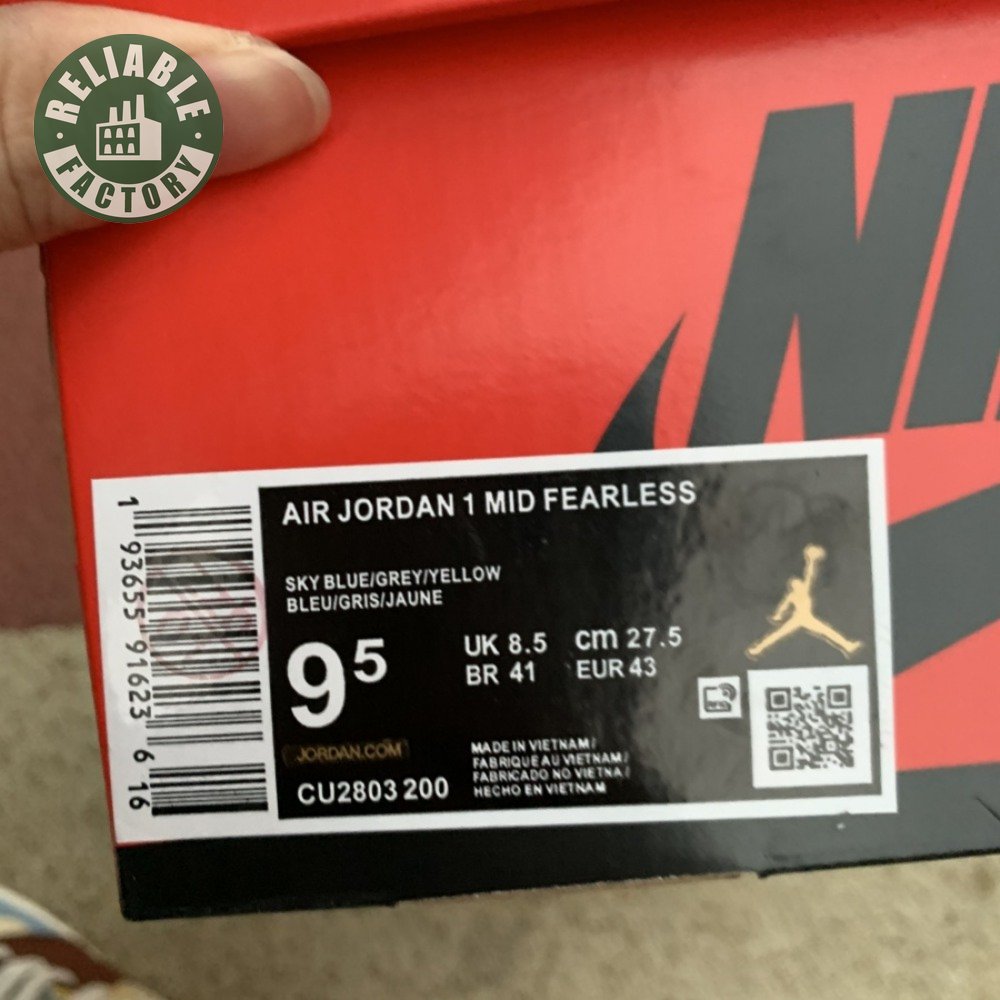 RELIABLE
FACTORY
NI
AIR JORDAN 1 MID FEARLESS
SKY BLUE/GREY/YELLOW
BLEU/GRIS/JAUNE
9 5
UK 8.5 cm 27.5
BR 41 EUR 43
JORDAN.COM
CU2803 200
MADE IN VIETNAM/
FABRIQUÉ AU VIETNAM/
FABRICADO NO VIETNA/
HECHO EN VIETNAM
1 93655 91623 6 16